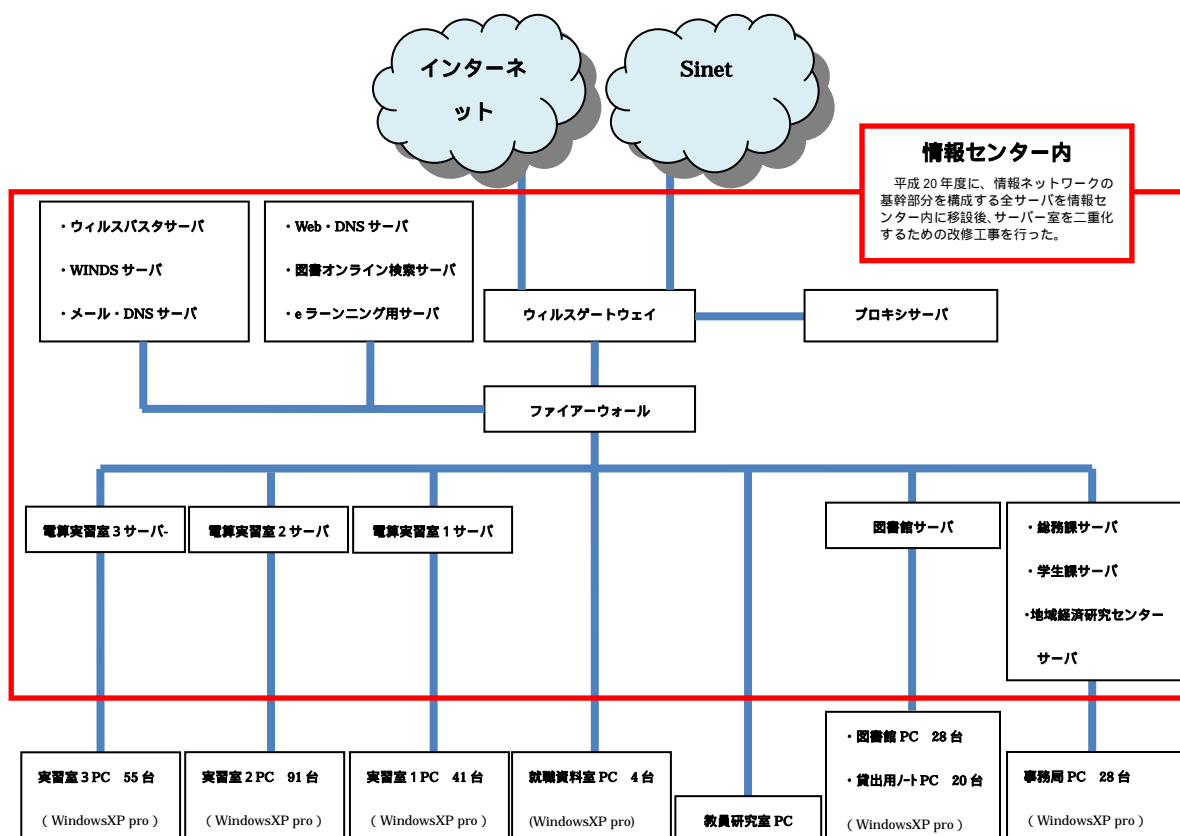 インターネ
ット
Sinet
情報センター内
平成 20 年度に、情報ネットワークの
基幹部分を構成する全サーバを情報セ
ンター内に移設後、サーバー室を二重化
するための改修工事を行った。
・ウィルスバスタサーバ
・WINDS サーバ
・メール・DNS サーバ
・Web・DNS サーバ
・図書オンライン検索サーバ
・e ラーンニング用サーバ
ウィルスゲートウェイ
プロキシサーバ
ファイアーウォール
電算実習室 3 サーバ-
電算実習室 2 サーバ
電算実習室 1 サーバ
図書館サーバ
・総務課サーバ
・学生課サーバ
・地域経済研究センター
サーバ
実習室 3 PC 55 台
（WindowsXP pro）
実習室 2 PC 91 台
（WindowsXP pro）
実習室 1 PC 41 台
（WindowsXP pro）
就職資料室 PC 4 台
(WindowsXP pro)
教員研究室 PC
・図書館 PC 28 台
・貸出用ノート PC 20 台
（WindowsXP pro）
事務局 PC 28 台
（WindowsXP pro）